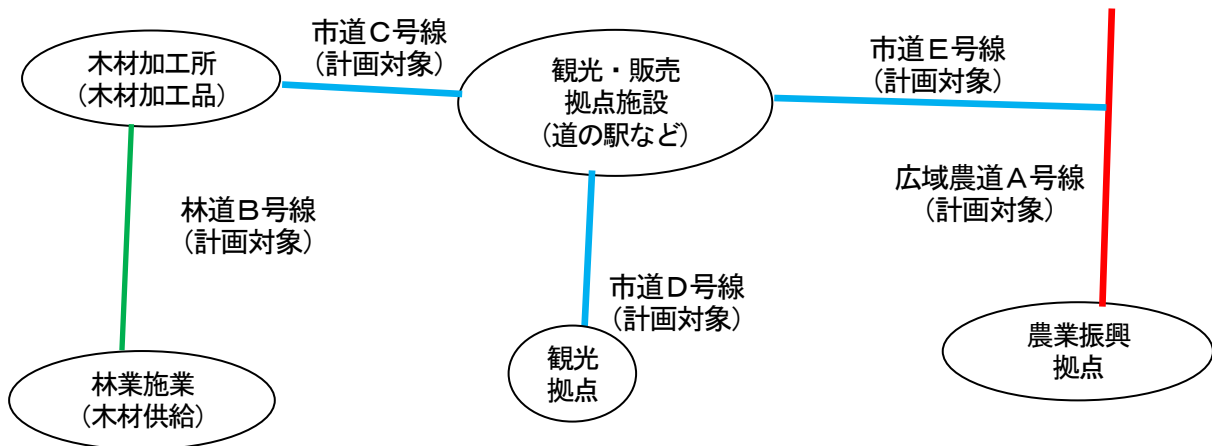 市道Ｃ号線
（計画対象）
木材加工所
（木材加工品）
観光・販売
拠点施設
（道の駅など）
市道Ｅ号線
（計画対象）
林道Ｂ号線
（計画対象）
広域農道Ａ号線
（計画対象）
市道Ｄ号線
（計画対象）
林業施業
（木材供給）
観光
拠点
農業振興
拠点